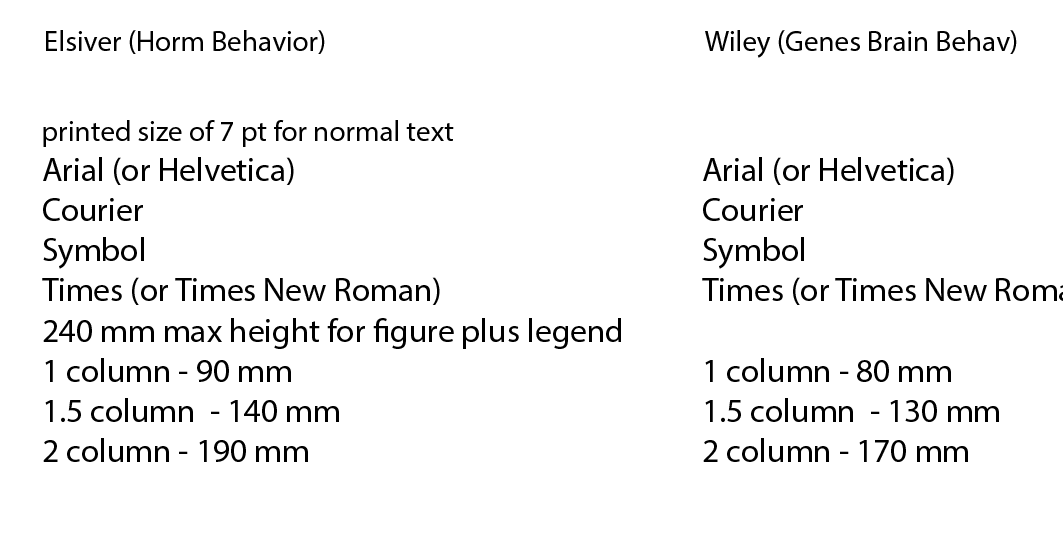 Elsiver (Horm Behavior)
printed size of 7 pt for normal text
Arial (or Helvetica)
Courier
Symbol
Times (or Times New Roman)
240 mm max height for figure plus legend
1 column - 90 mm
1.5 column  - 140 mm
2 column - 190 mm
Wiley (Genes Brain Behav)
Arial (or Helvetica)
Courier
Symbol
Times (or Times New
1 column - 80 mm
1.5 column  - 130 mm
2 column - 170 mm